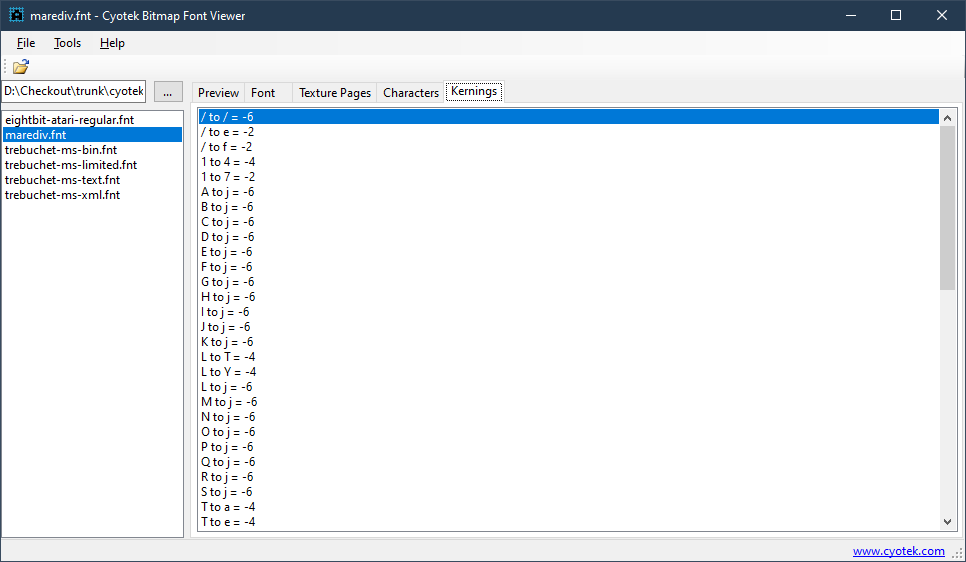 marediv.fnt - Cyotek Bitmap Font Viewer
File Tools Help
D:\Checkout\trunk\cyotek
...
eightbit-atari-regular.fnt
marediv.fnt
trebuchet-ms-bin.fnt
trebuchet-ms-limited.fnt
trebuchet-ms-text.fnt
trebuchet-ms-xml.fnt
Preview Font Texture Pages Characters Kernings
/ to / = -6
/ to e = -2
/ to f = -2
1 to 4 = -4
1 to 7 = -2
A to j = -6
B to j = -6
C to j = -6
D to j = -6
E to j = -6
F to j = -6
G to j = -6
H to j = -6
I to j = -6
J to j = -6
K to j = -6
L to T = -4
L to Y = -4
L to j = -6
M to j = -6
N to j = -6
O to j = -6
P to j = -6
Q to j = -6
R to j = -6
S to j = -6
T to a = -4
T to e = -4
www.cyotek.com